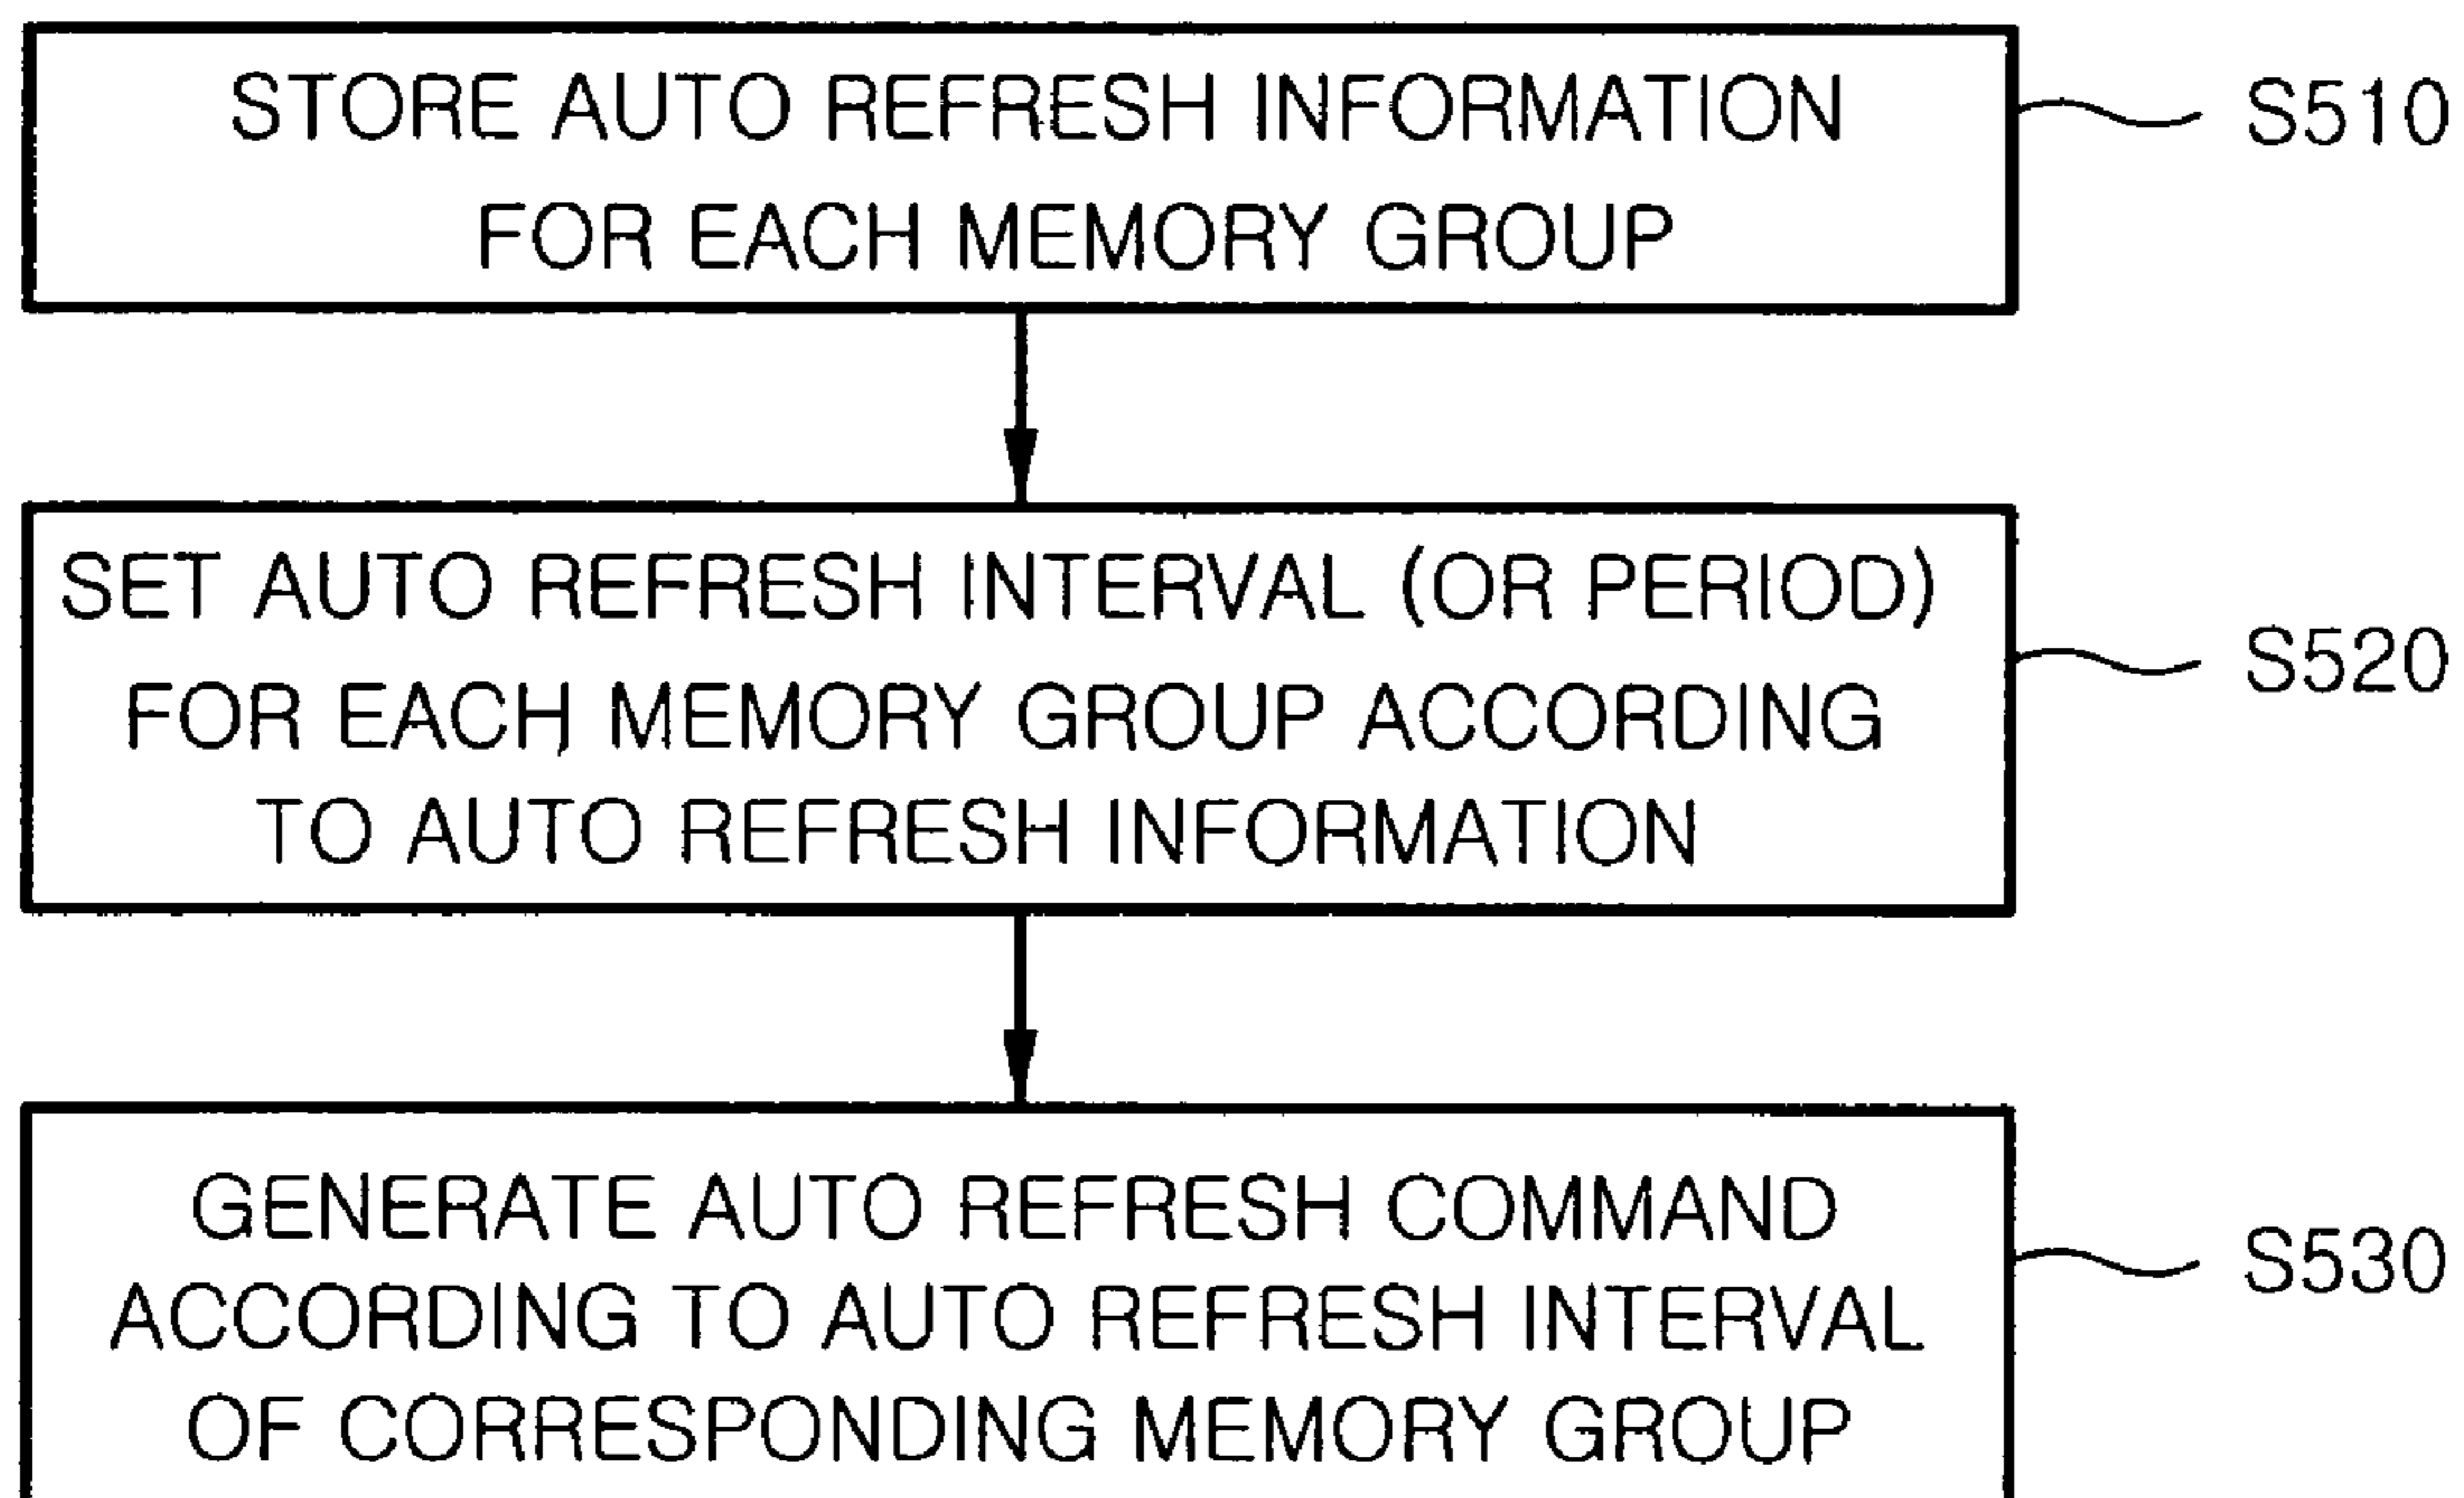 STORE AUTO REFRESH INFORMATION
FOR EACH MEMORY GROUP
S510
SET AUTO REFRESH INTERVAL (OR PERIOD)
FOR EACH MEMORY GROUP ACCORDING
TO AUTO REFRESH INFORMATION
S520
GENERATE AUTO REFRESH COMMAND
ACCORDING TO AUTO REFRESH INTERVAL
OF CORRESPONDING MEMORY GROUP
S530